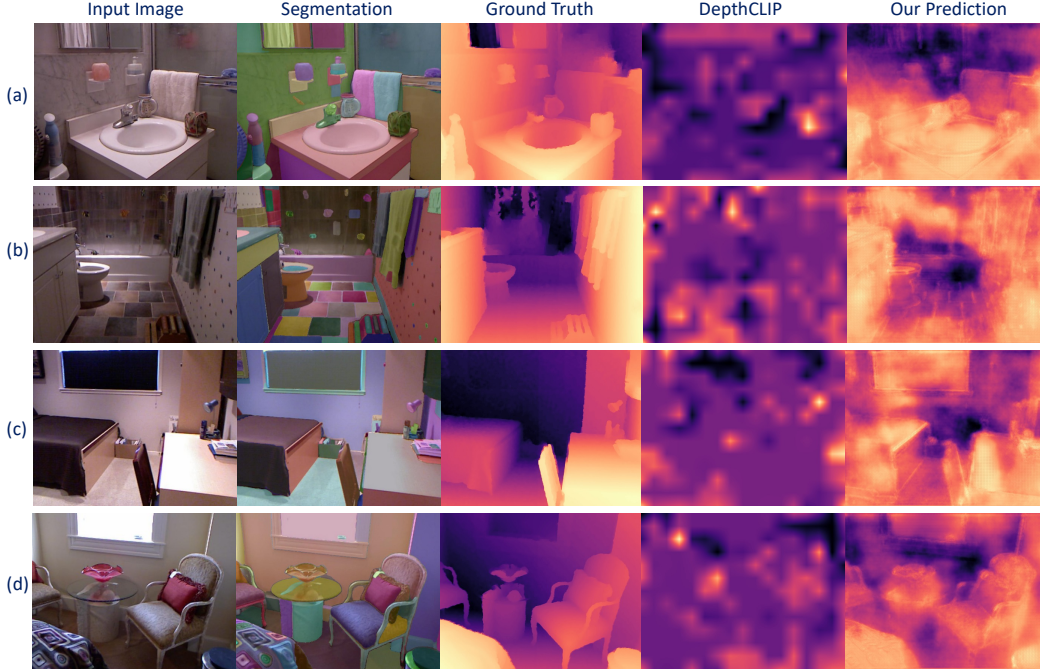 Input Image Segmentation Ground Truth DepthCLIP Our Prediction
(a)
(b)
(c)
(d)